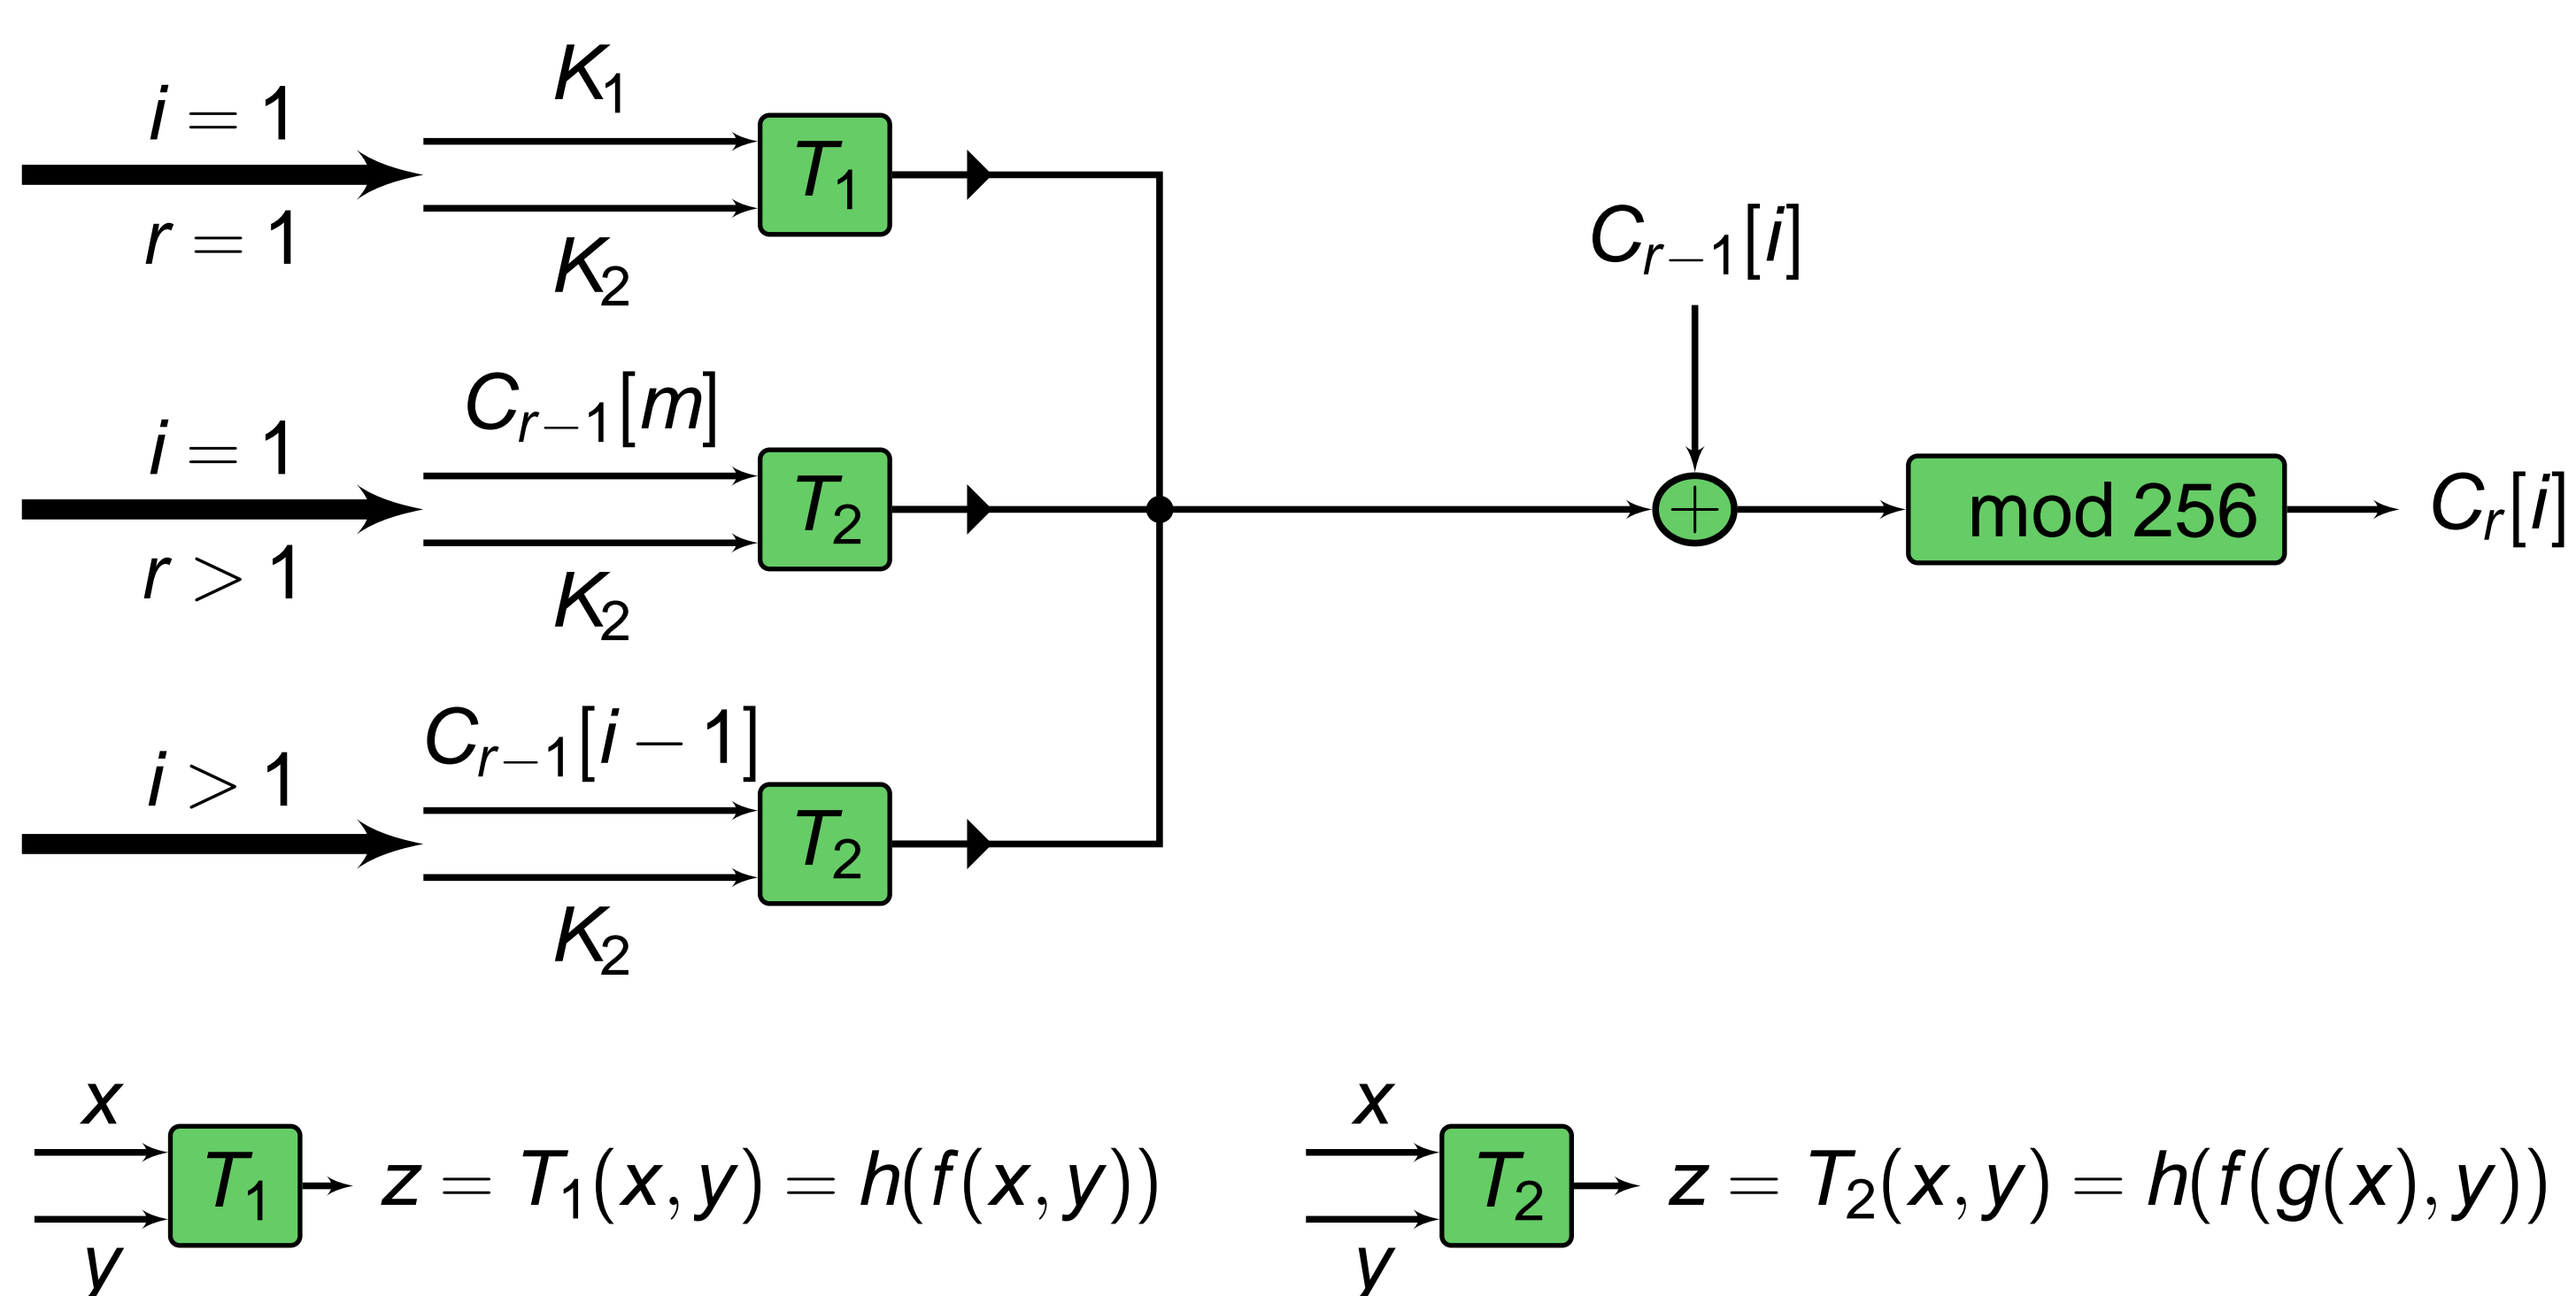 i = 1
r = 1
K₁
K₂
T₁
i = 1
r > 1
Cᵣ₋₁[m]
K₂
T₂
i > 1
Cᵣ₋₁[i − 1]
K₂
T₂
Cᵣ₋₁[i]
+
mod 256
Cᵣ[i]
x
y
T₁
z = T₁(x, y) = h(f(x, y))
x
y
T₂
z = T₂(x, y) = h(f(g(x), y))